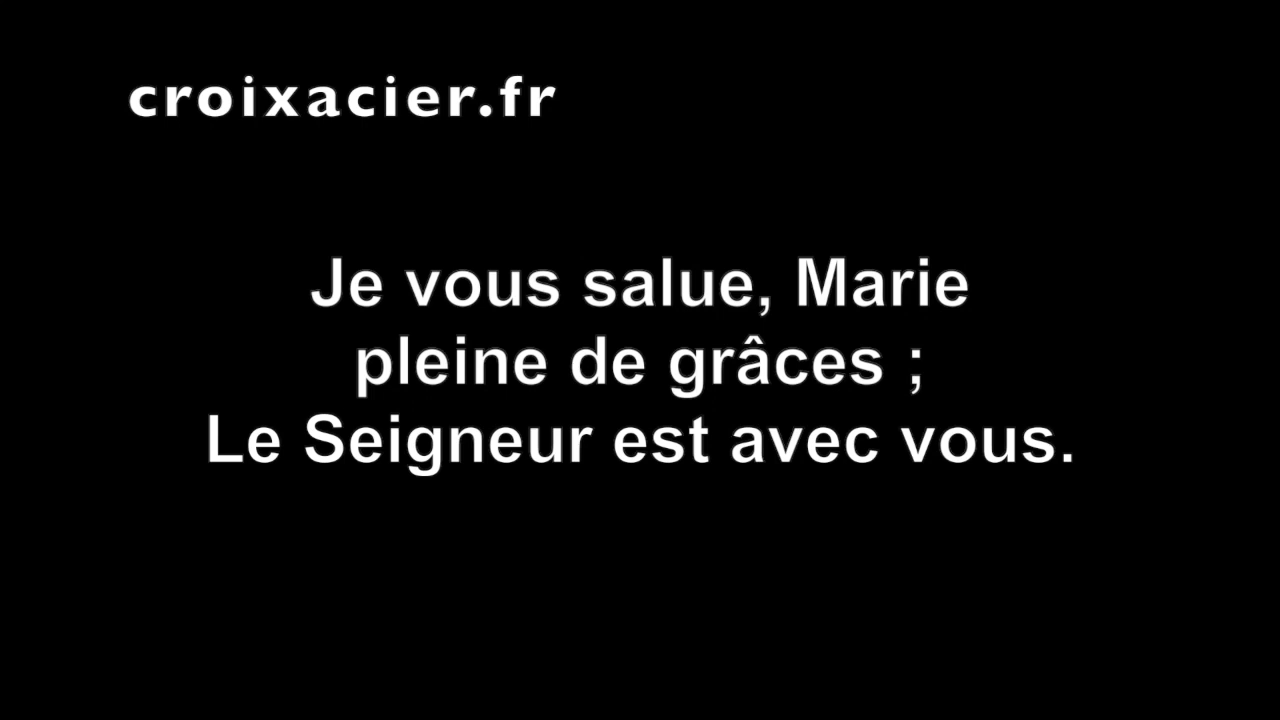 croixacier.fr
Je vous salue, Marie
pleine de grâces ;
Le Seigneur est avec vous.